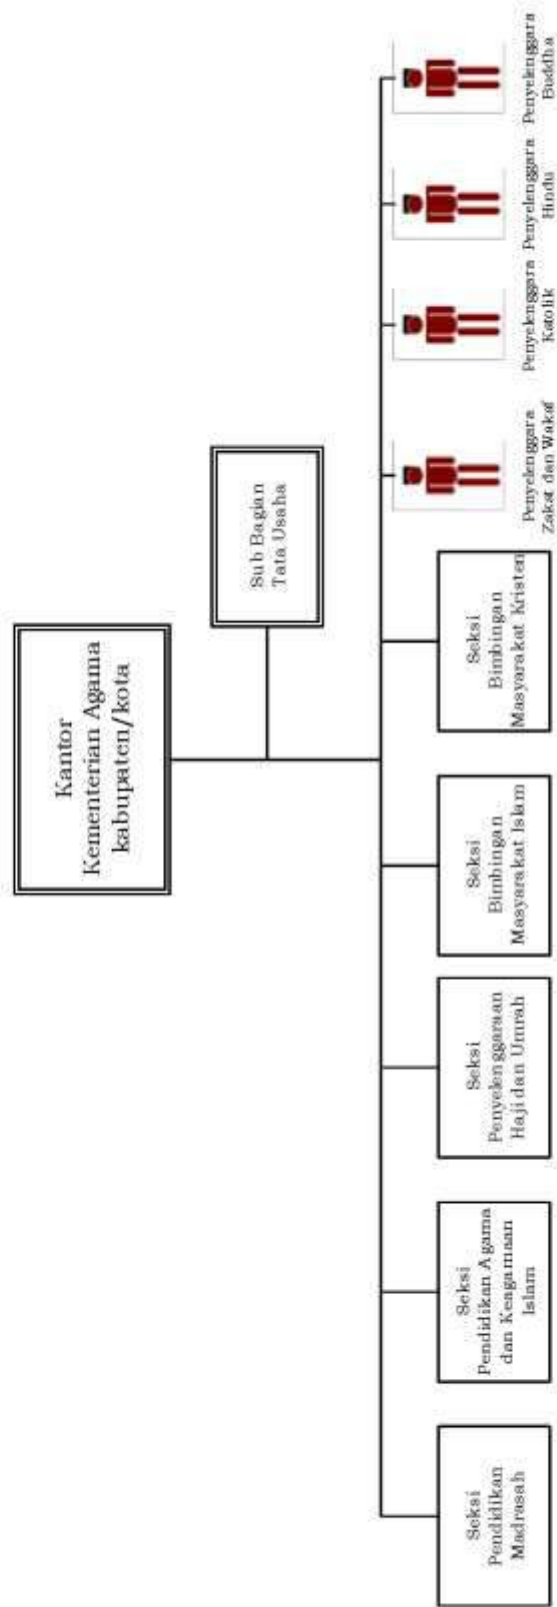 Kantor
Kementerian Agama
kabupaten/kota
Sub Bagian
Tata Usaha
Seksi
Pendidikan
Madrasah
Seksi
Pendidikan Agama
dan Keagamaan
Islam
Seksi
Penyelenggaraan
Haji dan Umrah
Seksi
Bimbingan
Masyarakat Islam
Seksi
Bimbingan
Masyarakat Kristen
Penyelenggara
Zakat dan Wakaf
Penyelenggara
Katolik
Penyelenggara
Hindu
Penyelenggara
Buddha